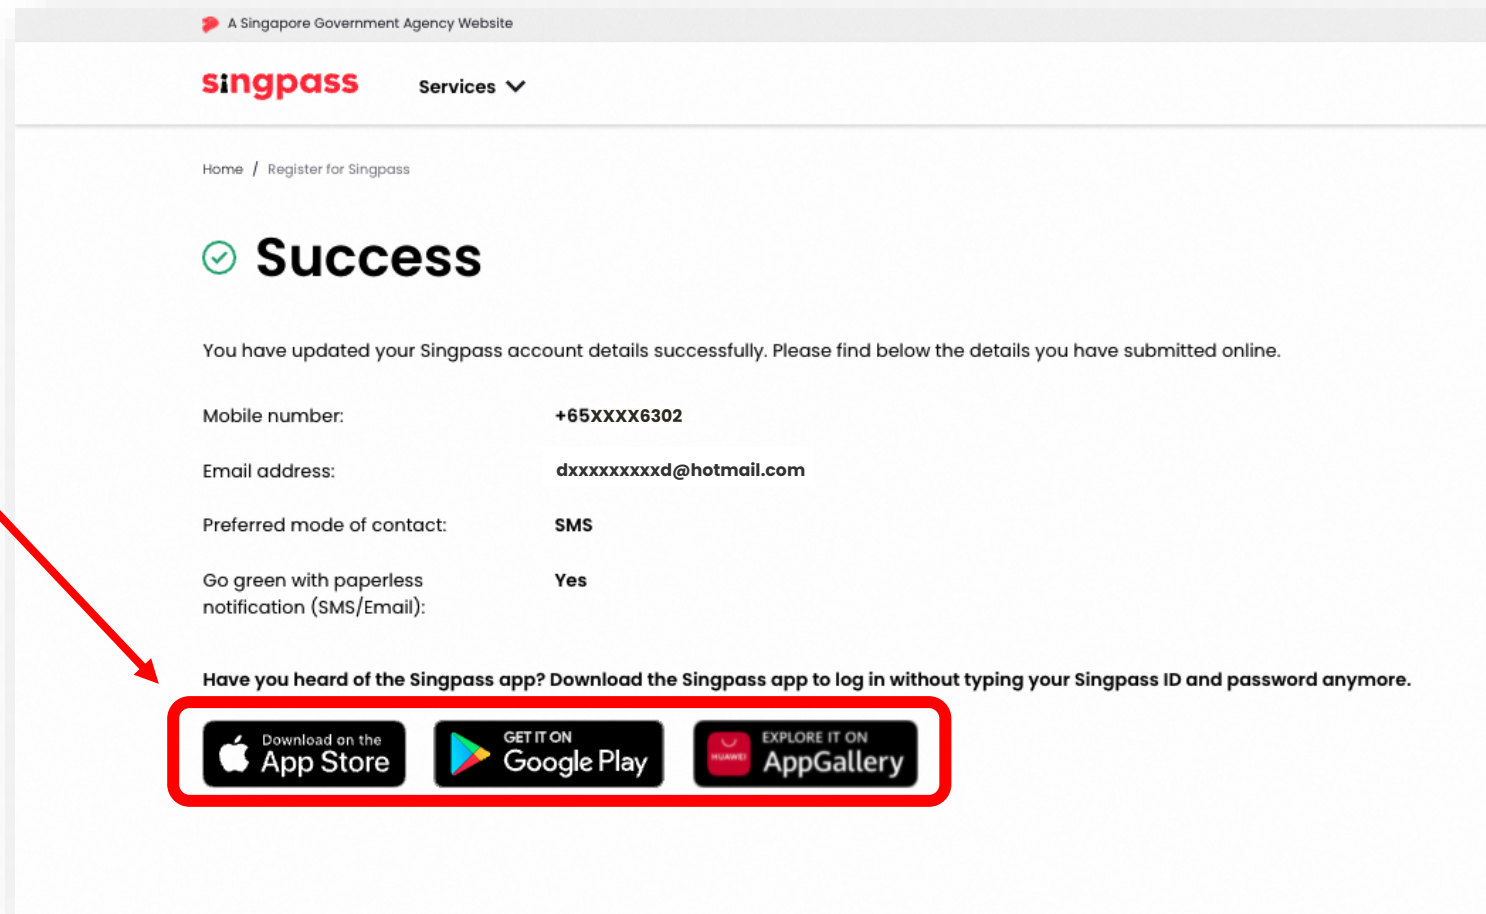 A Singapore Government Agency Website
singpass Services
Home / Register for Singpass
Success
You have updated your Singpass account details successfully. Please find below the details you have submitted online.
Mobile number: +65XXXX6302
Email address: dxxxxxxxxxd@hotmail.com
Preferred mode of contact: SMS
Go green with paperless Yes
notification (SMS/Email):
Have you heard of the Singpass app? Download the Singpass app to log in without typing your Singpass ID and password anymore.
Download on the
App Store
GET IT ON
Google Play
HUAWEI
EXPLORE IT ON
AppGallery